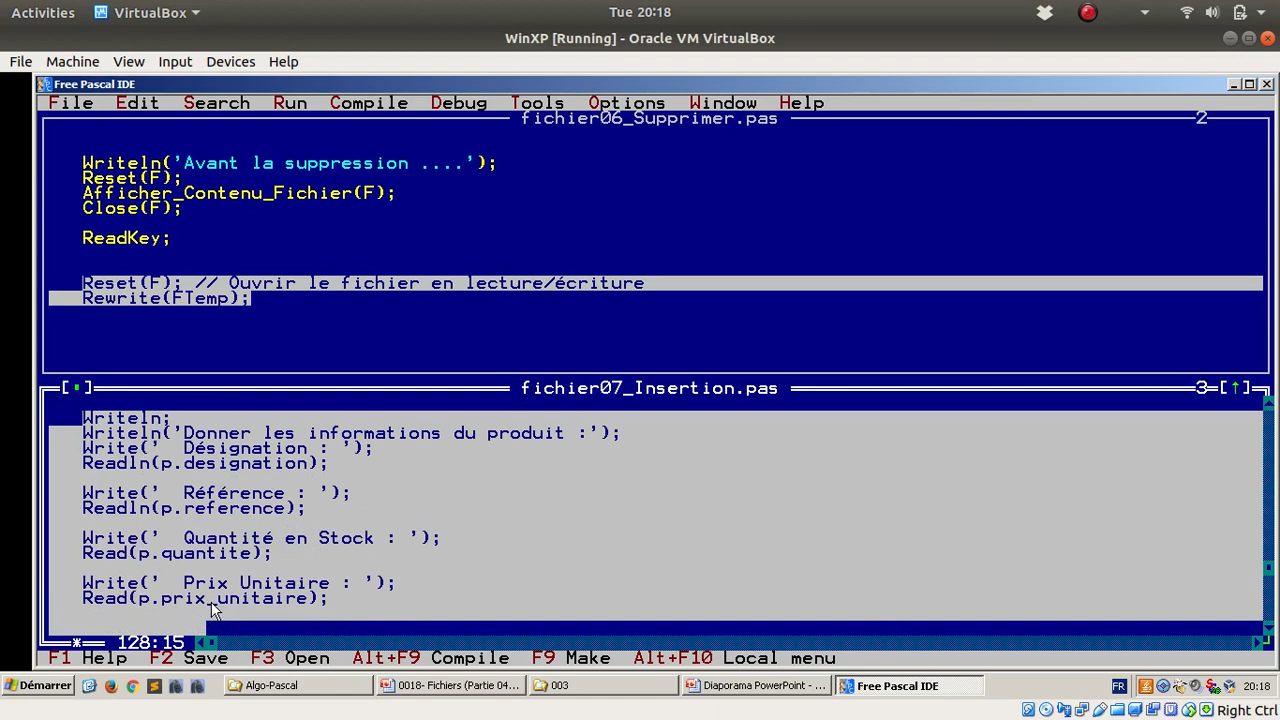 Activities VirtualBox Tue 20:18
WinXP [Running] - Oracle VM VirtualBox
File Machine View Input Devices Help
Free Pascal IDE
File Edit Search Run Compile Debug Tools Options Window Help
fichier06_Supprimer.pas 2
Writeln('Avant la suppression ....');
Reset(F);
Afficher_Contenu_Fichier(F);
Close(F);
ReadKey;
Reset(F); // Ouvrir le fichier en lecture/écriture
Rewrite(FTemp);
[■] fichier07_Insertion.pas 3=[↑]
Writeln;
Writeln('Donner les informations du produit :');
Write('  Désignation : ');
Readln(p.designation);
Write('  Référence : ');
Readln(p.reference);
Write('  Quantité en Stock : ');
Read(p.quantite);
Write('  Prix Unitaire : ');
Read(p.prix_unitaire);
* 128:15
F1 Help F2 Save F3 Open Alt+F9 Compile F9 Make Alt+F10 Local menu
Démarrer Algo-Pascal 0018- Fichiers (Partie 04... 003 Diaporama PowerPoint - ... Free Pascal IDE FR 20:18
Right Ctrl